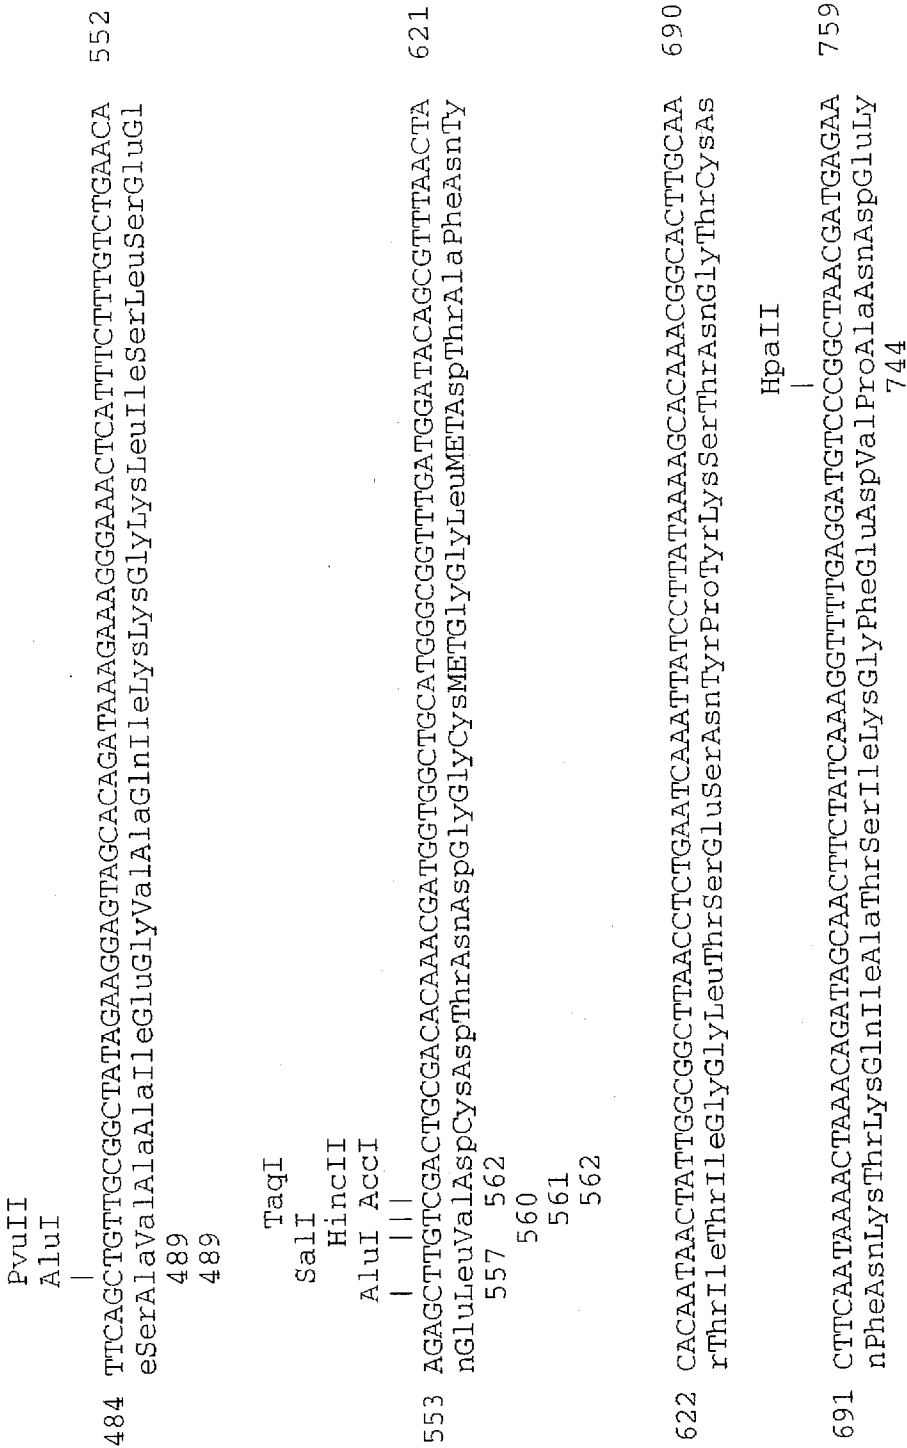 PvuII
AluI
484 TTCAGCTGTTGCGGCTATAGAAGGAGTAGCACAGATAAAGAAAGGGAAACTCATTTCTTTGTCTGAACA 552
eSerAlaValAlaAlaIleGluGlyValAlaGlnIleLysLysGlyLysLeuIleSerLeuSerGluGl
489
489
TaqI
SalI
HincII
AluI AccI
553 AGAGCTTGTCGACTGCGACACAAACGATGGTGGCTGCATGGGCGGTTTGATGGATACAGCGTTTAACTA 621
nGluLeuValAspCysAspThrAsnAspGlyGlyCysMETGlyGlyLeuMETAspThrAlaPheAsnTy
557 562
560
561
562
622 CACAATAACTATTGGCGGCTTAACCTCTGAATCAAATTATCCTTATAAAAGCACAAACGGCACTTGCAA 690
rThrIleThrIleGlyGlyLeuThrSerGluSerAsnTyrProTyrLysSerThrAsnGlyThrCysAs
HpaII
691 CTTCAATAAAACTAAACAGATAGCAACTTCTATCAAAGGTTTTGAGGATGTCCCGGCTAACGATGAGAA 759
nPheAsnLysThrLysGlnIleAlaThrSerIleLysGlyPheGluAspValProAlaAsnAspGluLy
744